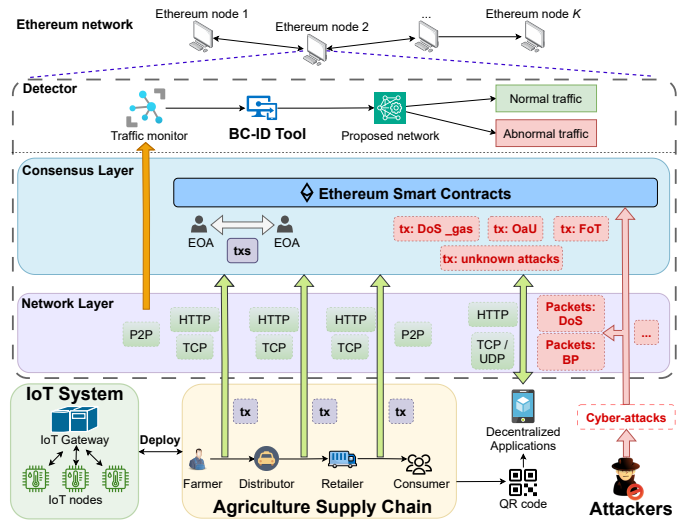 Ethereum network
Ethereum node 1
Ethereum node 2
...
Ethereum node K
Detector
Traffic monitor
BC-ID Tool
Proposed network
Normal traffic
Abnormal traffic
Consensus Layer
Ethereum Smart Contracts
EOA
EOA
txs
tx: DoS _gas
tx: OaU
tx: FoT
tx: unknown attacks
Network Layer
P2P
HTTP
TCP
HTTP
TCP
HTTP
TCP
P2P
HTTP
TCP /
UDP
Packets:
DoS
Packets:
BP
...
IoT System
IoT Gateway
IoT nodes
Deploy
tx
tx
tx
Farmer
Distributor
Retailer
Consumer
Agriculture Supply Chain
Decentralized
Applications
QR code
Cyber-attacks
Attackers